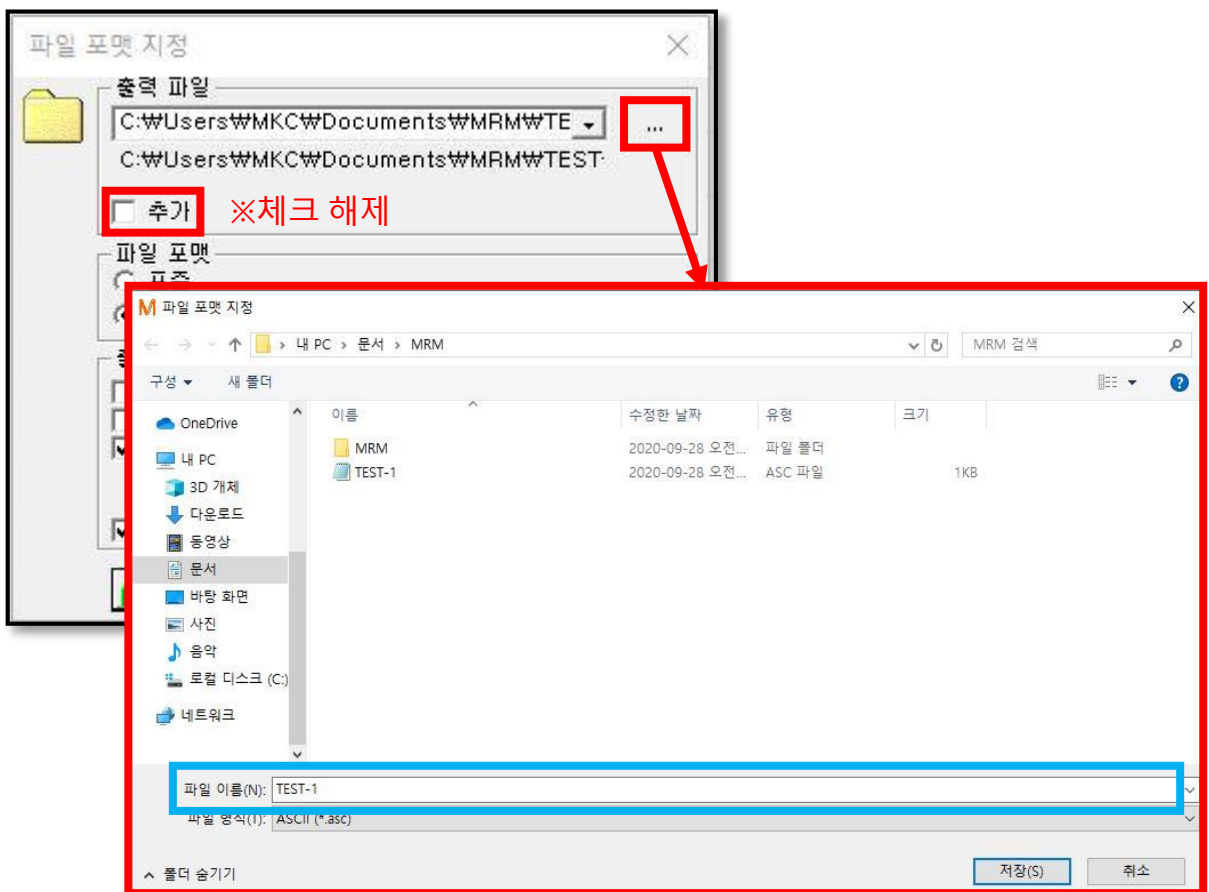 파일 포맷 지정
출력 파일
C:₩Users₩MKC₩Documents₩MRM₩TE
...
C:₩Users₩MKC₩Documents₩MRM₩TEST-
추가
※체크 해제
파일 포맷
표준
M 파일 포맷 지정
내 PC › 문서 › MRM
MRM 검색
구성
새 폴더
이름 수정한 날짜 유형 크기
OneDrive
MRM 2020-09-28 오전... 파일 폴더
내 PC
TEST-1 2020-09-28 오전... ASC 파일 1KB
3D 개체
다운로드
동영상
문서
바탕 화면
사진
음악
로컬 디스크 (C:)
네트워크
파일 이름(N): TEST-1
파일 형식(T): ASCII (*.asc)
폴더 숨기기
저장(S)
취소